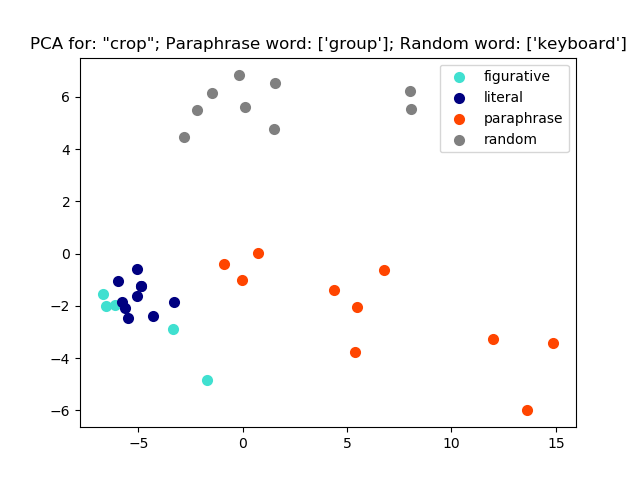 PCA for: "crop"; Paraphrase word: ['group']; Random word: ['keyboard']
figurative
literal
paraphrase
random
6
4
2
0
−2
−4
−6
−5
0
5
10
15